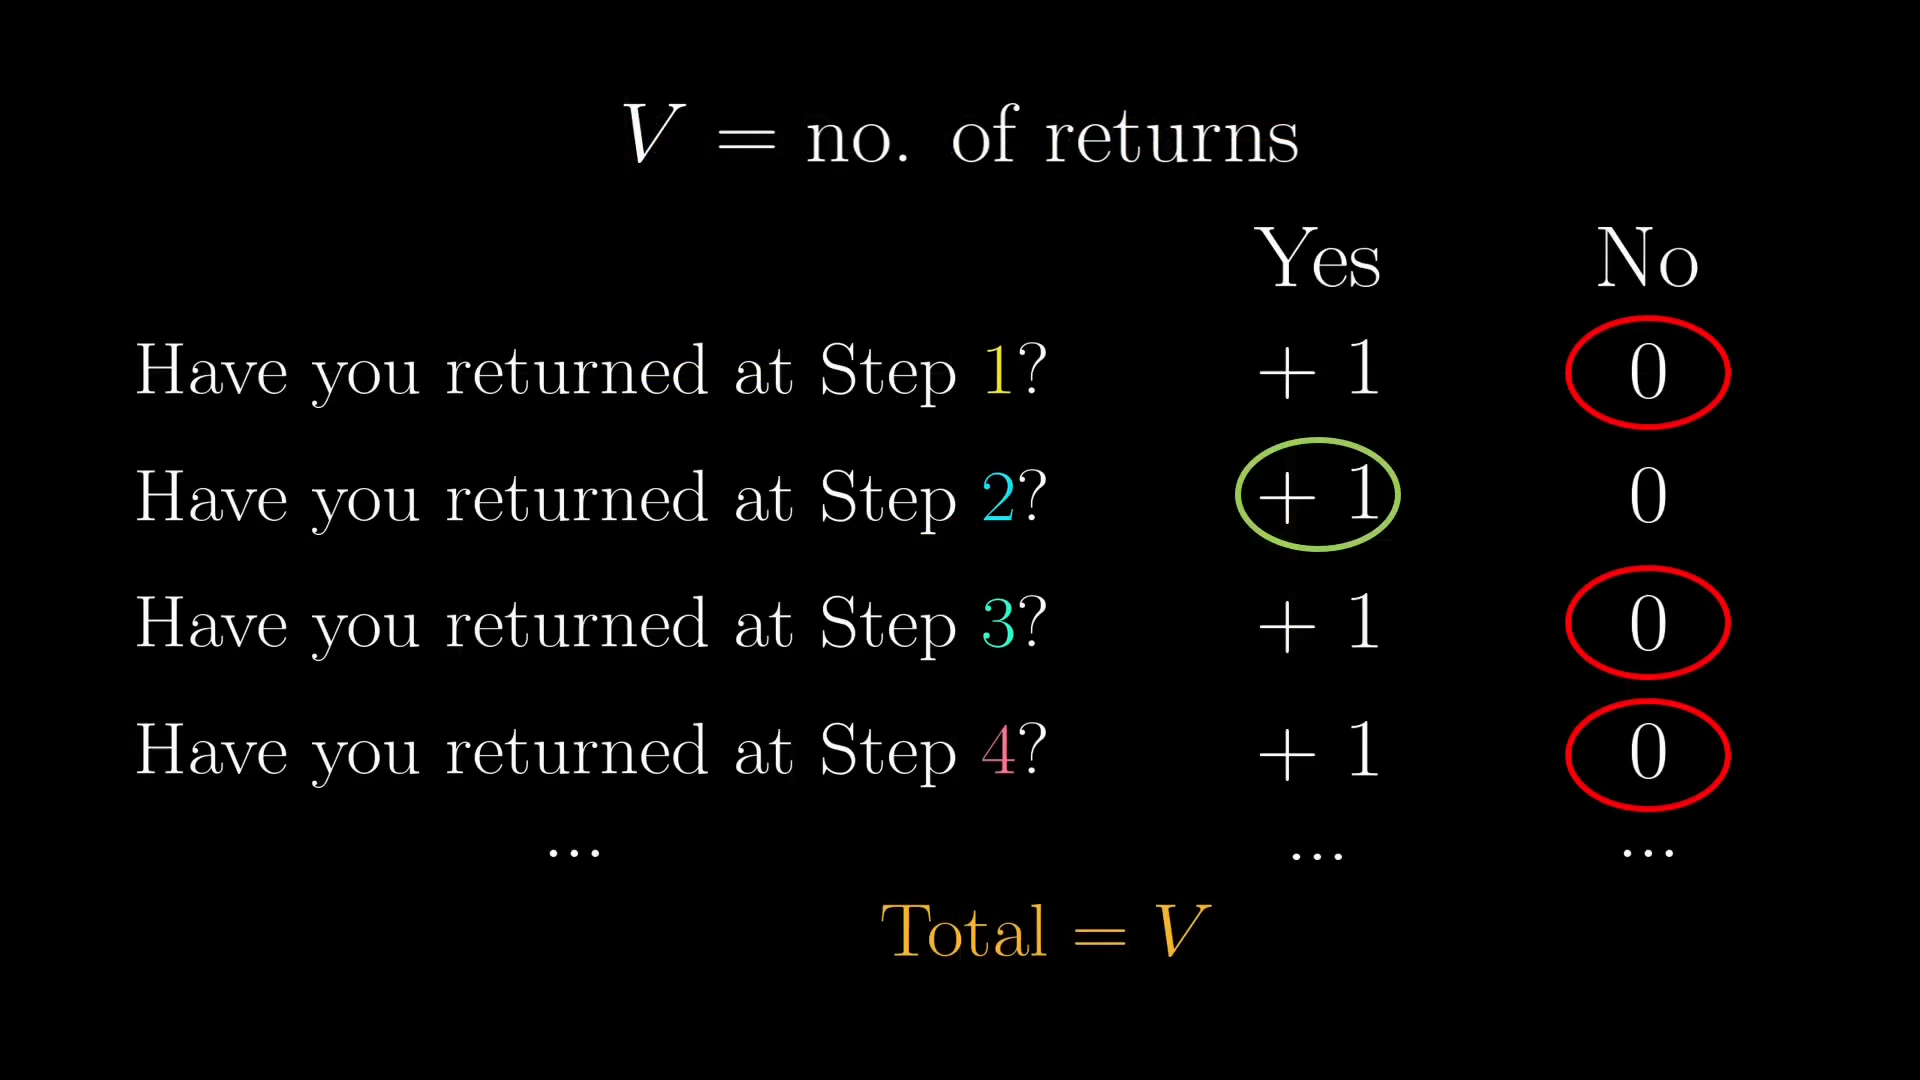 V = no. of returns
Yes No
Have you returned at Step 1? + 1 0
Have you returned at Step 2? + 1 0
Have you returned at Step 3? + 1 0
Have you returned at Step 4? + 1 0
... ... ...
Total = V